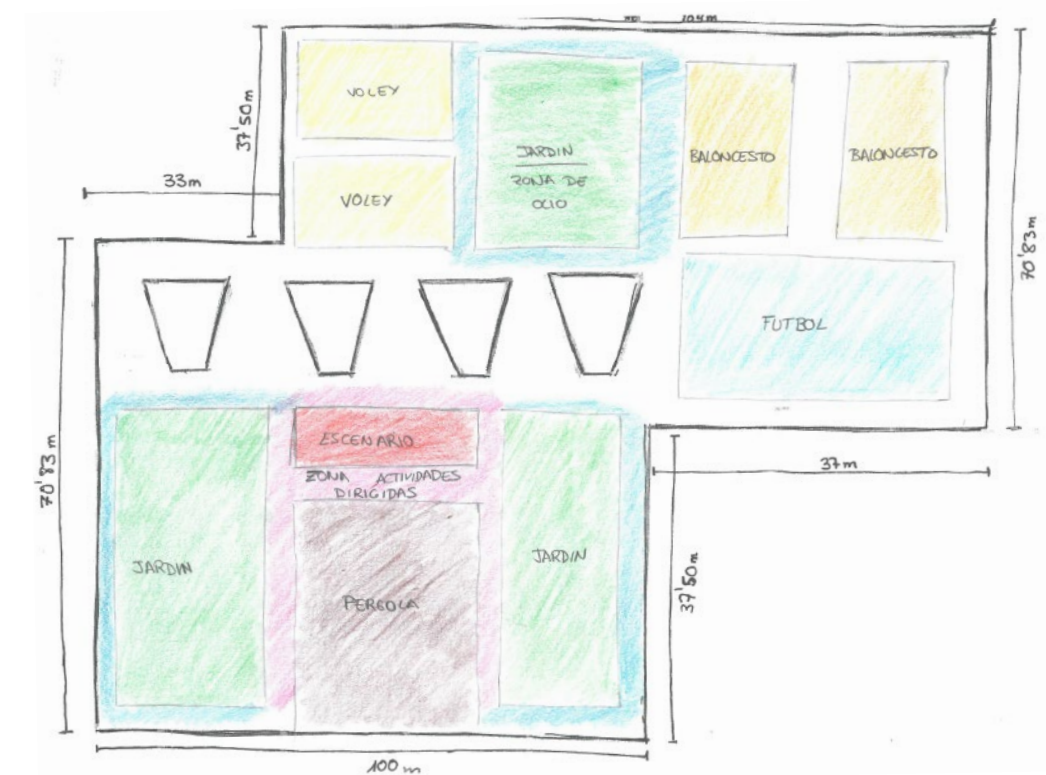 104m
37'50m
VOLEY
JARDIN
ZONA DE
OCIO
BALONCESTO
BALONCESTO
33m
VOLEY
70'83m
FUTBOL
ESCENARIO
ZONA ACTIVIDADES
DIRIGIDAS
37m
70'83m
JARDIN
PERGOLA
JARDIN
37'50m
100m